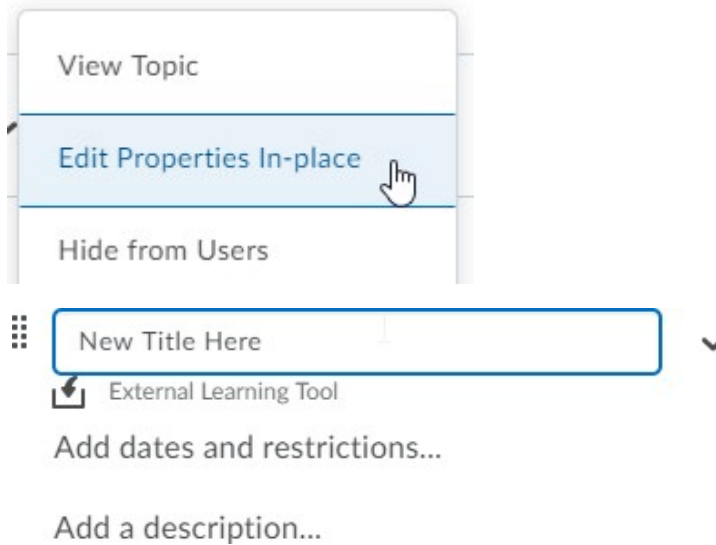 View Topic
Edit Properties In-place
Hide from Users
New Title Here
External Learning Tool
Add dates and restrictions...
Add a description...